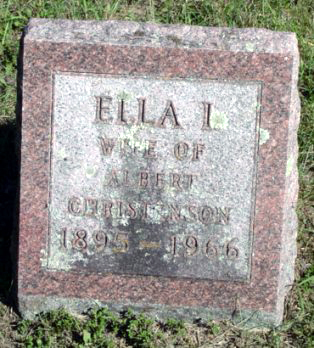 ELLA I.
WIFE OF
ALBERT
CHRISTENSON
1895 - 1966